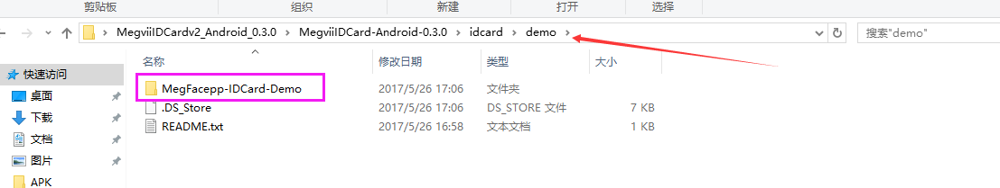 剪贴板 组织 新建 打开 选择
MegviiIDCardv2_Android_0.3.0 MegviiIDCard-Android-0.3.0 idcard demo 搜索"demo"
名称 修改日期 类型 大小
快速访问
MegFacepp-IDCard-Demo 2017/5/26 17:06 文件夹
桌面
.DS_Store 2017/5/26 17:06 DS_STORE 文件 7 KB
下载
README.txt 2017/5/26 16:58 文本文档 1 KB
文档
图片
APK